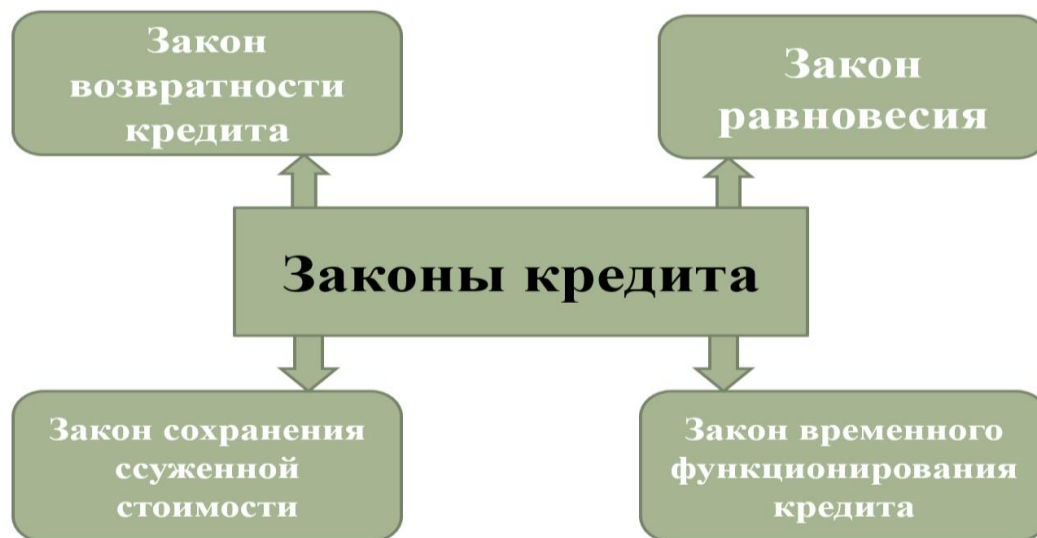 Закон
возвратности
кредита
Закон
равновесия
Законы кредита
Закон сохранения
ссуженной
стоимости
Закон временного
функционирования
кредита